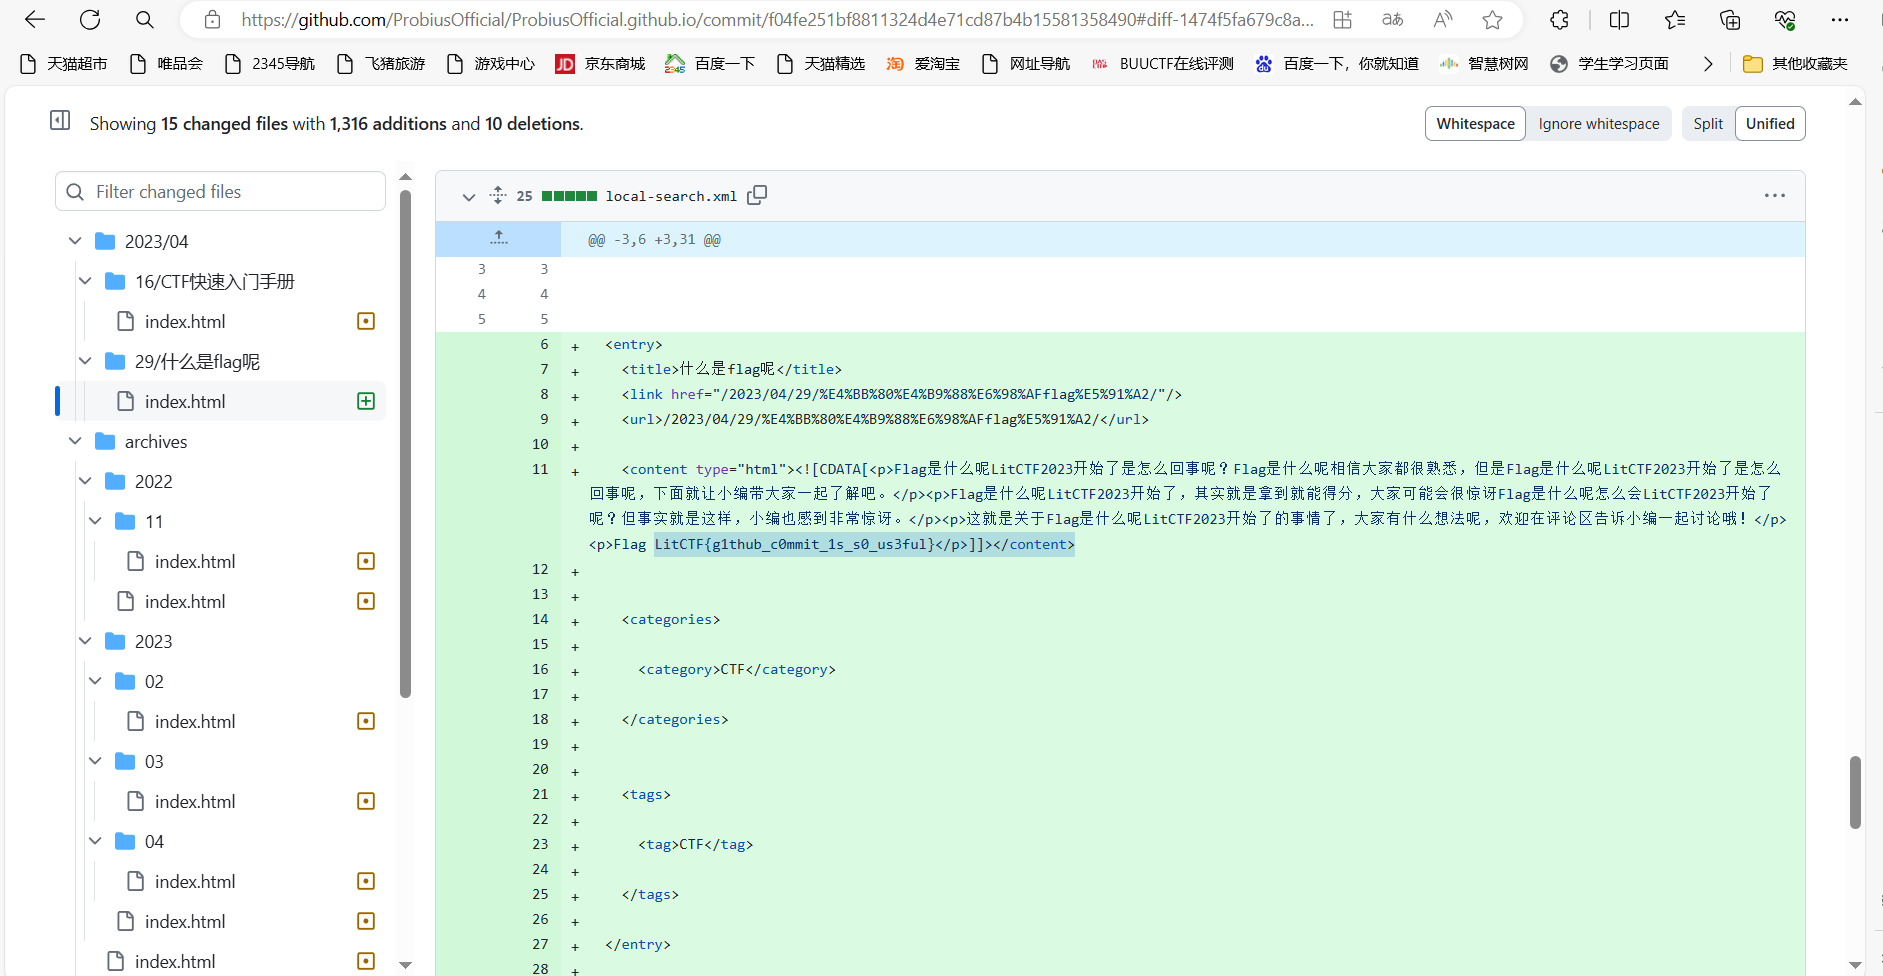 https://github.com/ProbiusOfficial/ProbiusOfficial.github.io/commit/f04fe251bf8811324d4e71cd87b4b15581358490#diff-1474f5fa679c8a...
天猫超市 唯品会 2345导航 飞猪旅游 游戏中心 京东商城 百度一下 天猫精选 爱淘宝 网址导航 BUUCTF在线评测 百度一下，你就知道 智慧树网 学生学习页面 其他收藏夹
Showing 15 changed files with 1,316 additions and 10 deletions.
Whitespace Ignore whitespace Split Unified
Filter changed files
2023/04
16/CTF快速入门手册
index.html
29/什么是flag呢
index.html
archives
2022
11
index.html
index.html
2023
02
index.html
03
index.html
04
index.html
index.html
index.html
25 local-search.xml
@@ -3,6 +3,31 @@
3 3
4 4
5 5
6 + <entry>
7 + <title>什么是flag呢</title>
8 + <link href="/2023/04/29/%E4%BB%80%E4%B9%88%E6%98%AFflag%E5%91%A2/"/>
9 + <url>/2023/04/29/%E4%BB%80%E4%B9%88%E6%98%AFflag%E5%91%A2/</url>
10 +
11 + <content type="html"><![CDATA[<p>Flag是什么呢LitCTF2023开始了是怎么回事呢？Flag是什么呢相信大家都很熟悉，但是Flag是什么呢LitCTF2023开始了是怎么
回事呢，下面就让小编带大家一起了解吧。</p><p>Flag是什么呢LitCTF2023开始了，其实就是拿到就能得分，大家可能会很惊讶Flag是什么呢怎么会LitCTF2023开始了
呢？但事实就是这样，小编也感到非常惊讶。</p><p>这就是关于Flag是什么呢LitCTF2023开始了的事情了，大家有什么想法呢，欢迎在评论区告诉小编一起讨论哦！</p>
<p>Flag LitCTF{g1thub_c0mmit_1s_s0_us3ful}</p>]]></content>
12 +
13 +
14 + <categories>
15 +
16 + <category>CTF</category>
17 +
18 + </categories>
19 +
20 +
21 + <tags>
22 +
23 + <tag>CTF</tag>
24 +
25 + </tags>
26 +
27 + </entry>
28 +